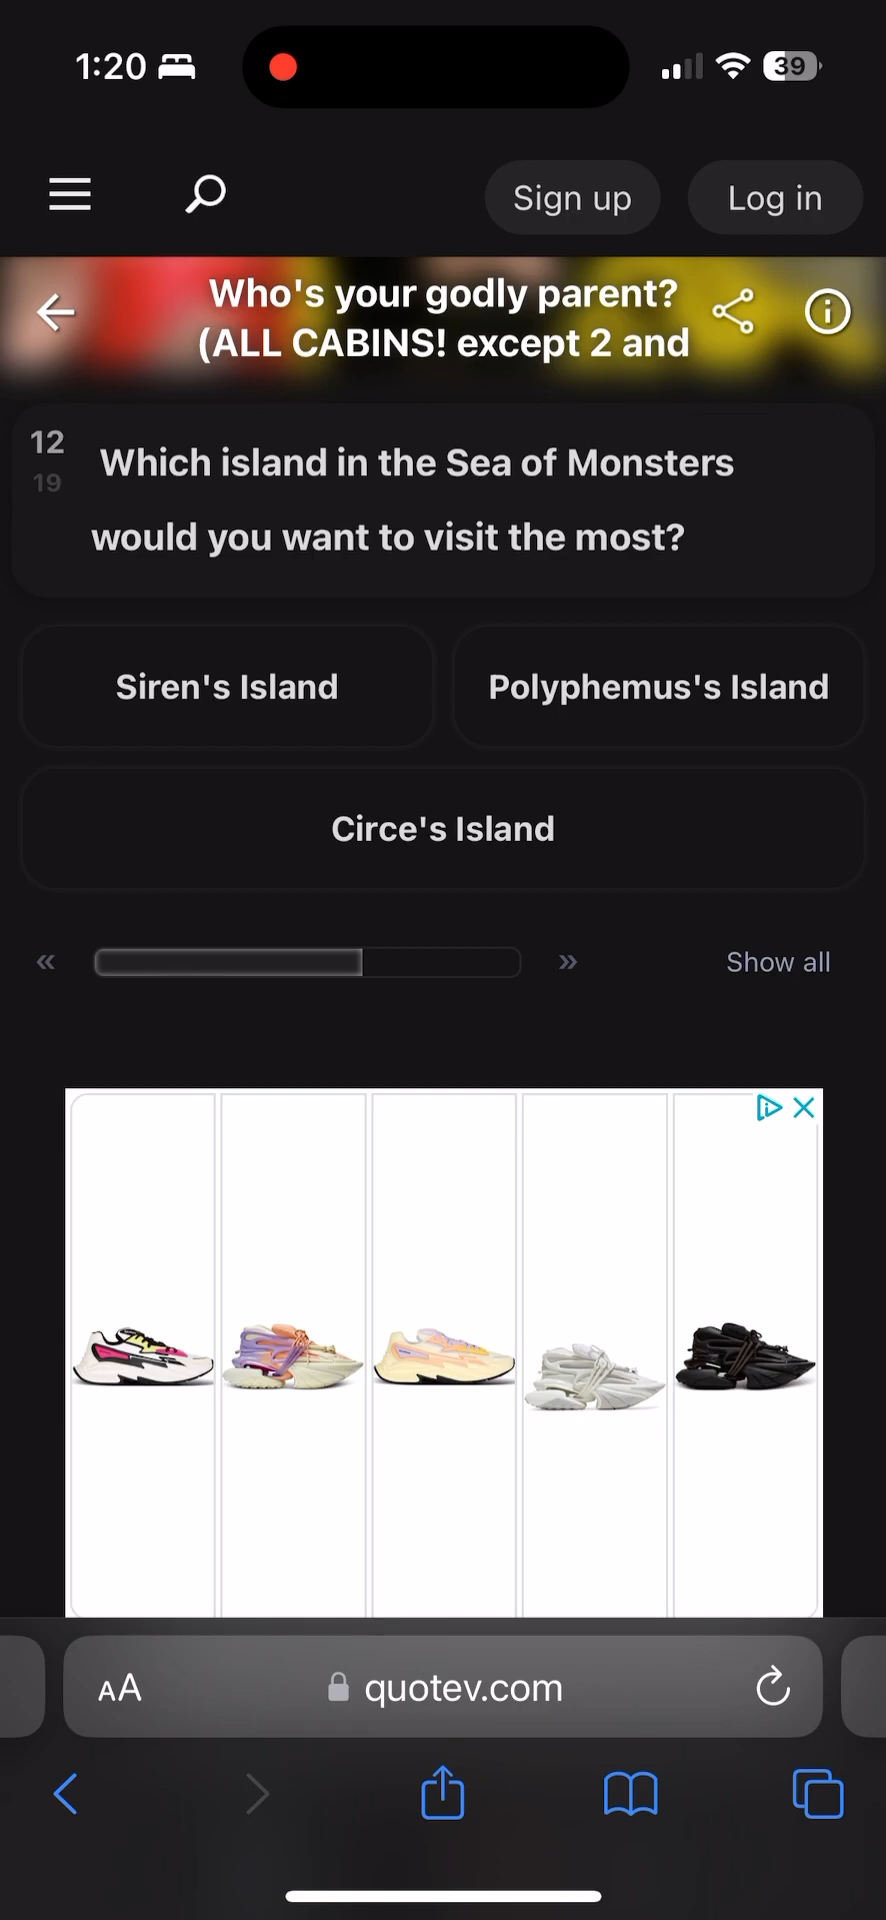 1:20
39
Sign up
Log in
Who's your godly parent?
(ALL CABINS! except 2 and
12
19
Which island in the Sea of Monsters
would you want to visit the most?
Siren's Island
Polyphemus's Island
Circe's Island
«
»
Show all
AA
quotev.com